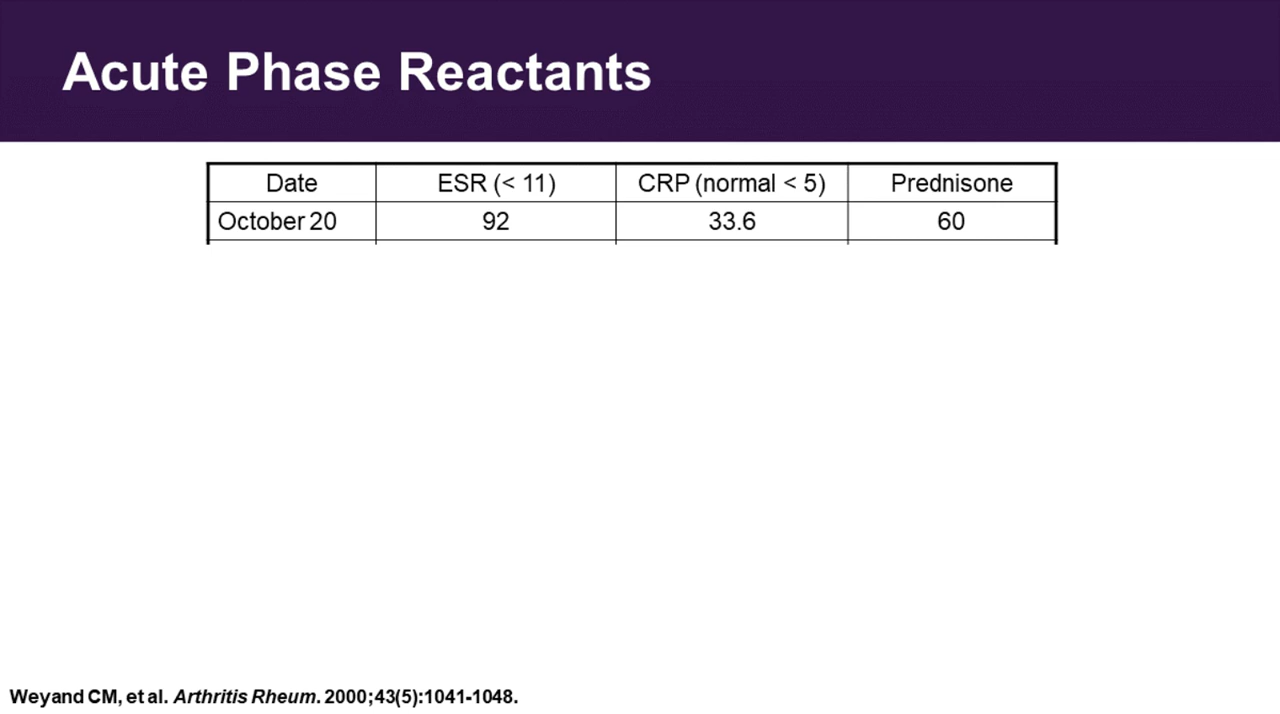 Acute Phase Reactants
Date ESR (< 11) CRP (normal < 5) Prednisone
October 20 92 33.6 60
Weyand CM, et al. Arthritis Rheum. 2000;43(5):1041-1048.